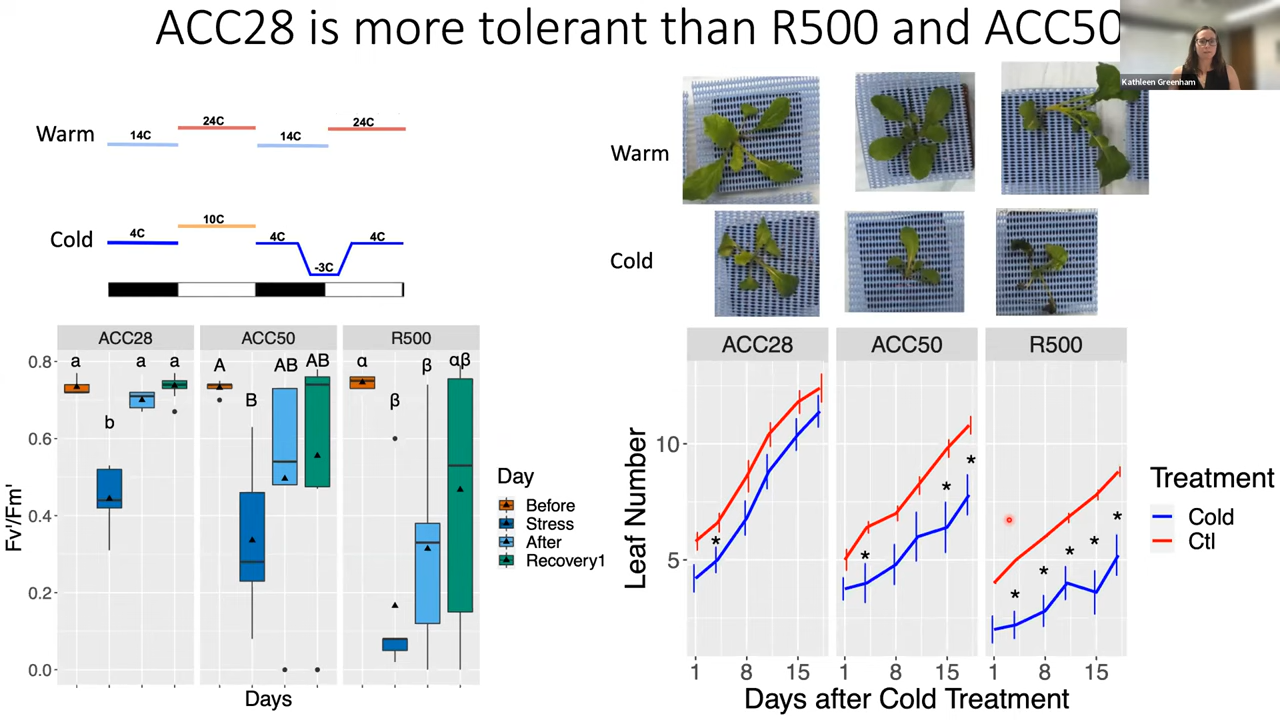 ACC28 is more tolerant than R500 and ACC50
Kathleen Greenham
Warm
14C
24C
14C
24C
Cold
4C
10C
4C
-3C
4C
Warm
Cold
ACC28
ACC50
R500
a
b
a
a
A
B
AB
AB
α
β
β
αβ
0.8
0.6
0.4
0.2
0.0
Fv'/Fm'
Days
Day
Before
Stress
After
Recovery1
ACC28
ACC50
R500
10
5
Leaf Number
*
*
*
*
*
*
*
*
*
1
8
15
1
8
15
1
8
15
Days after Cold Treatment
Treatment
Cold
Ctl